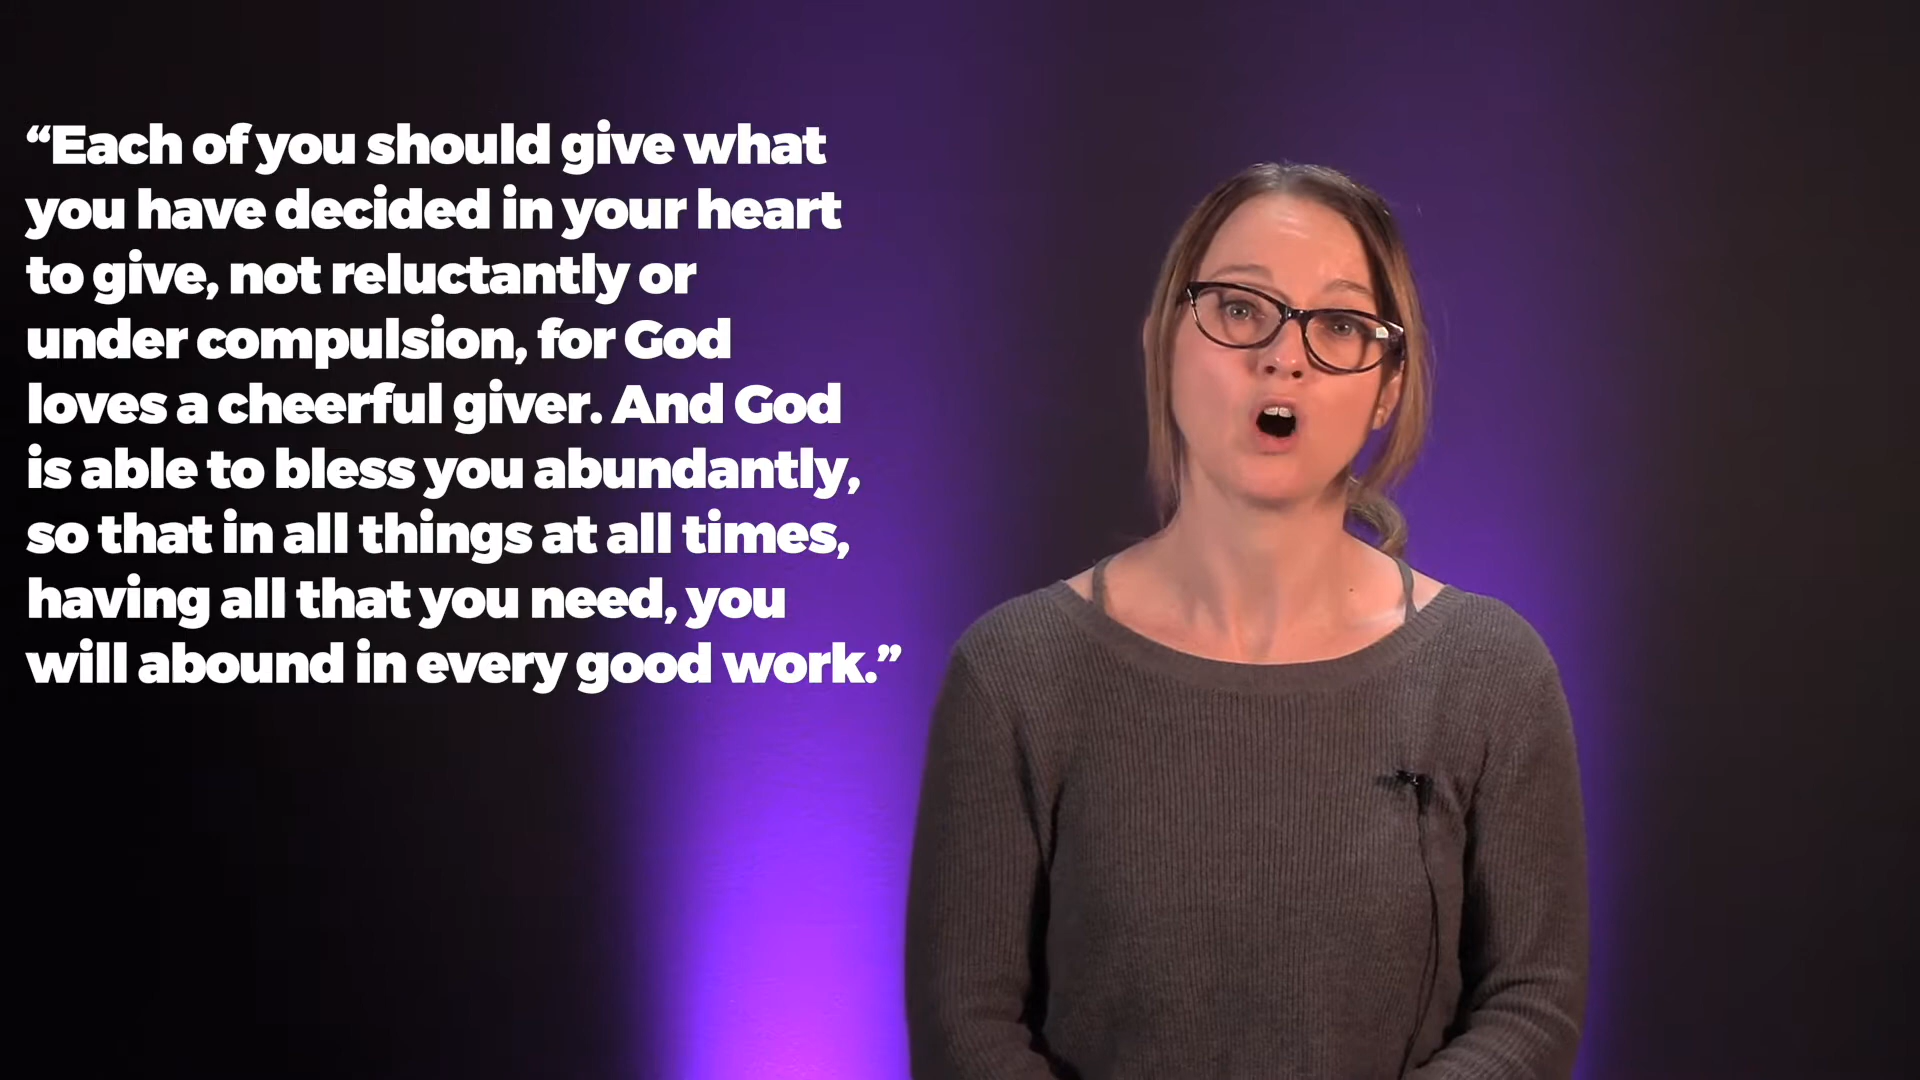 “Each of you should give what
you have decided in your heart
to give, not reluctantly or
under compulsion, for God
loves a cheerful giver. And God
is able to bless you abundantly,
so that in all things at all times,
having all that you need, you
will abound in every good work.”